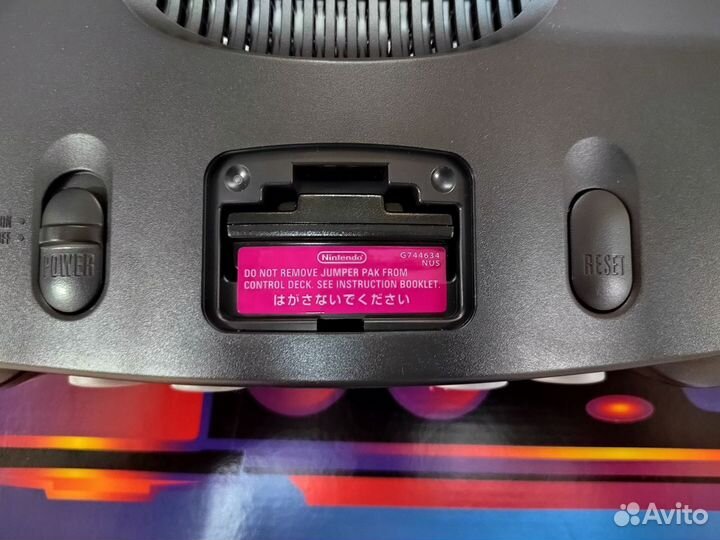 ON
POWER
Nintendo
G744634
NUS
DO NOT REMOVE JUMPER PAK FROM
CONTROL DECK. SEE INSTRUCTION BOOKLET.
はがさないでください
RESET
Avito